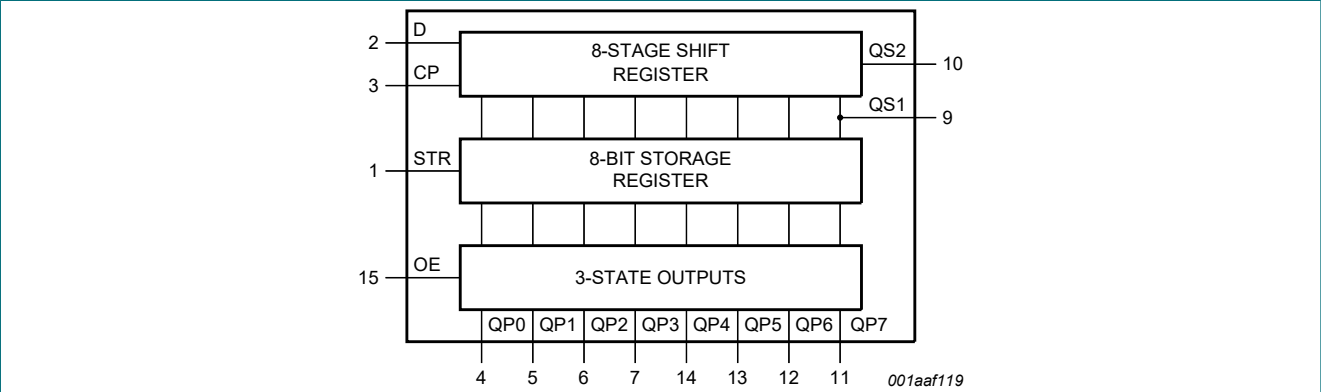 D
2
8-STAGE SHIFT
REGISTER
QS2
10
CP
3
QS1
9
STR
1
8-BIT STORAGE
REGISTER
OE
15
3-STATE OUTPUTS
QP0 QP1 QP2 QP3 QP4 QP5 QP6 QP7
4 5 6 7 14 13 12 11
001aaf119